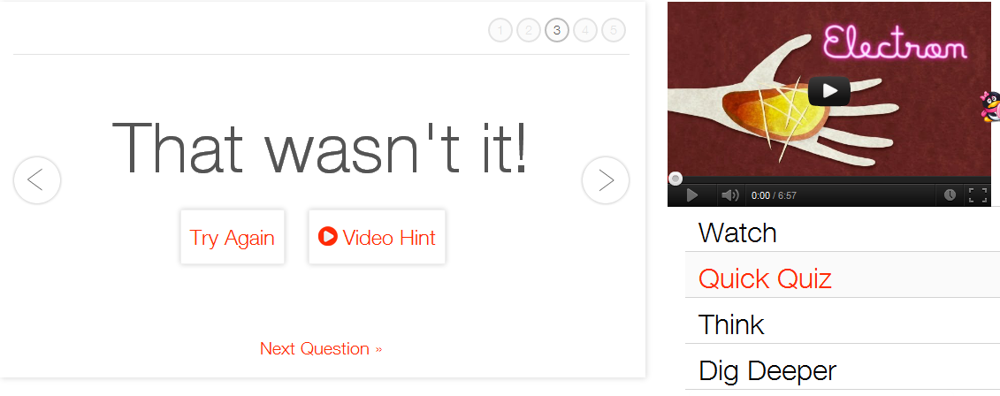 1 2 3 4 5
That wasn't it!
Try Again
Video Hint
Next Question »
Electron
0:00 / 6:57
Watch
Quick Quiz
Think
Dig Deeper